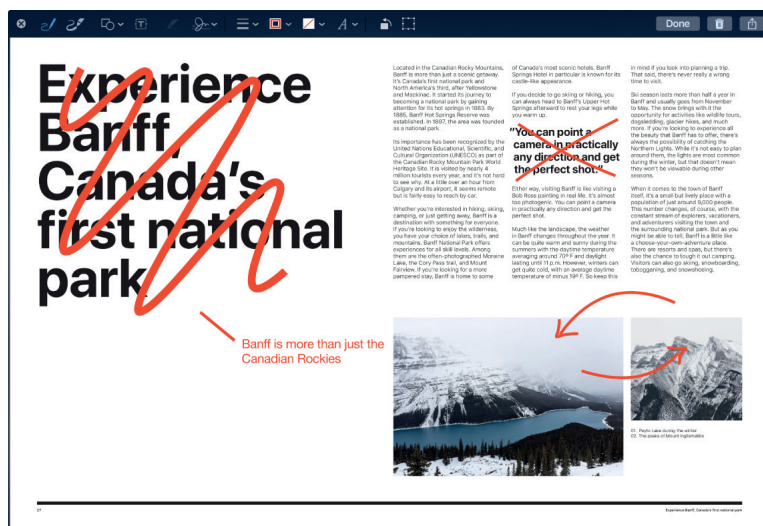 Done
Experience
Banff,
Canada's
first national
park
Banff is more than just the
Canadian Rockies
Located in the Canadian Rocky Mountains,
Banff is more than just a scenic getaway.
It's Canada's first national park and
North America's third, after Yellowstone
and Mackinac. It started its journey to
becoming a national park by gaining
attention for its hot springs in 1883. By
1885, Banff Hot Springs Reserve was
established. In 1887, the area was founded
as a national park.
Its importance has been recognized by the
United Nations Educational, Scientific, and
Cultural Organization (UNESCO) as part of
the Canadian Rocky Mountain Park World
Heritage Site. It is visited by nearly 4
million tourists every year, and it's not hard
to see why. At a little over an hour from
Calgary and its airport, it seems remote
but is fairly easy to reach by car.
Whether you're interested in hiking, skiing,
camping, or just getting away, Banff is a
destination with something for everyone.
If you're looking to enjoy the wilderness,
you have your choice of lakes, trails, and
mountains. Banff National Park offers
experiences for all skill levels. Among
them are the often-photographed Moraine
Lake, the Cory Pass trail, and Mount
Fairview. If you're looking for a more
pampered stay, Banff is home to some
of Canada's most scenic hotels. Banff
Springs Hotel in particular is known for its
castle-like appearance.
If you decide to go skiing or hiking, you
can always head to Banff's Upper Hot
Springs afterward to rest your legs while
you warm up.
"You can point a
camera in practically
any direction and get
the perfect shot."
Either way, visiting Banff is like visiting a
Bob Ross painting in real life. It's almost
too photogenic. You can point a camera
in practically any direction and get the
perfect shot.
Much like the landscape, the weather
in Banff changes throughout the year. It
can be quite warm and sunny during the
summers with the daytime temperature
averaging around 70º F and daylight
lasting until 11 p.m. However, winters can
get quite cold, with an average daytime
temperature of minus 19º F. So keep this
in mind if you look into planning a trip.
That said, there's never really a wrong
time to visit.
Ski season lasts more than half a year in
Banff and usually goes from November
to May. The snow brings with it the
opportunity for activities like wildlife tours,
dogsledding, glacier hikes, and much
more. If you're looking to experience all
the beauty that Banff has to offer, there's
always the possibility of catching the
Northern Lights. While it's not easy to plan
around them, the lights are most common
during the winter, but that doesn't mean
they won't be viewable during other
seasons.
When it comes to the town of Banff
itself, it's a small but lively place with a
population of just around 8,000 people.
This number changes, of course, with the
constant stream of explorers, vacationers,
and adventurers visiting the town and
the surrounding national park. But as you
might be able to tell, Banff is a little like
a choose-your-own-adventure place.
There are resorts and spas, but there's
also the chance to tough it out camping.
Visitors can also go skiing, snowboarding,
tobogganing, and snowshoeing.
01. Peyto Lake during the winter
02. The peaks of Mount Inglismaldie
Experience Banff, Canada's first national park